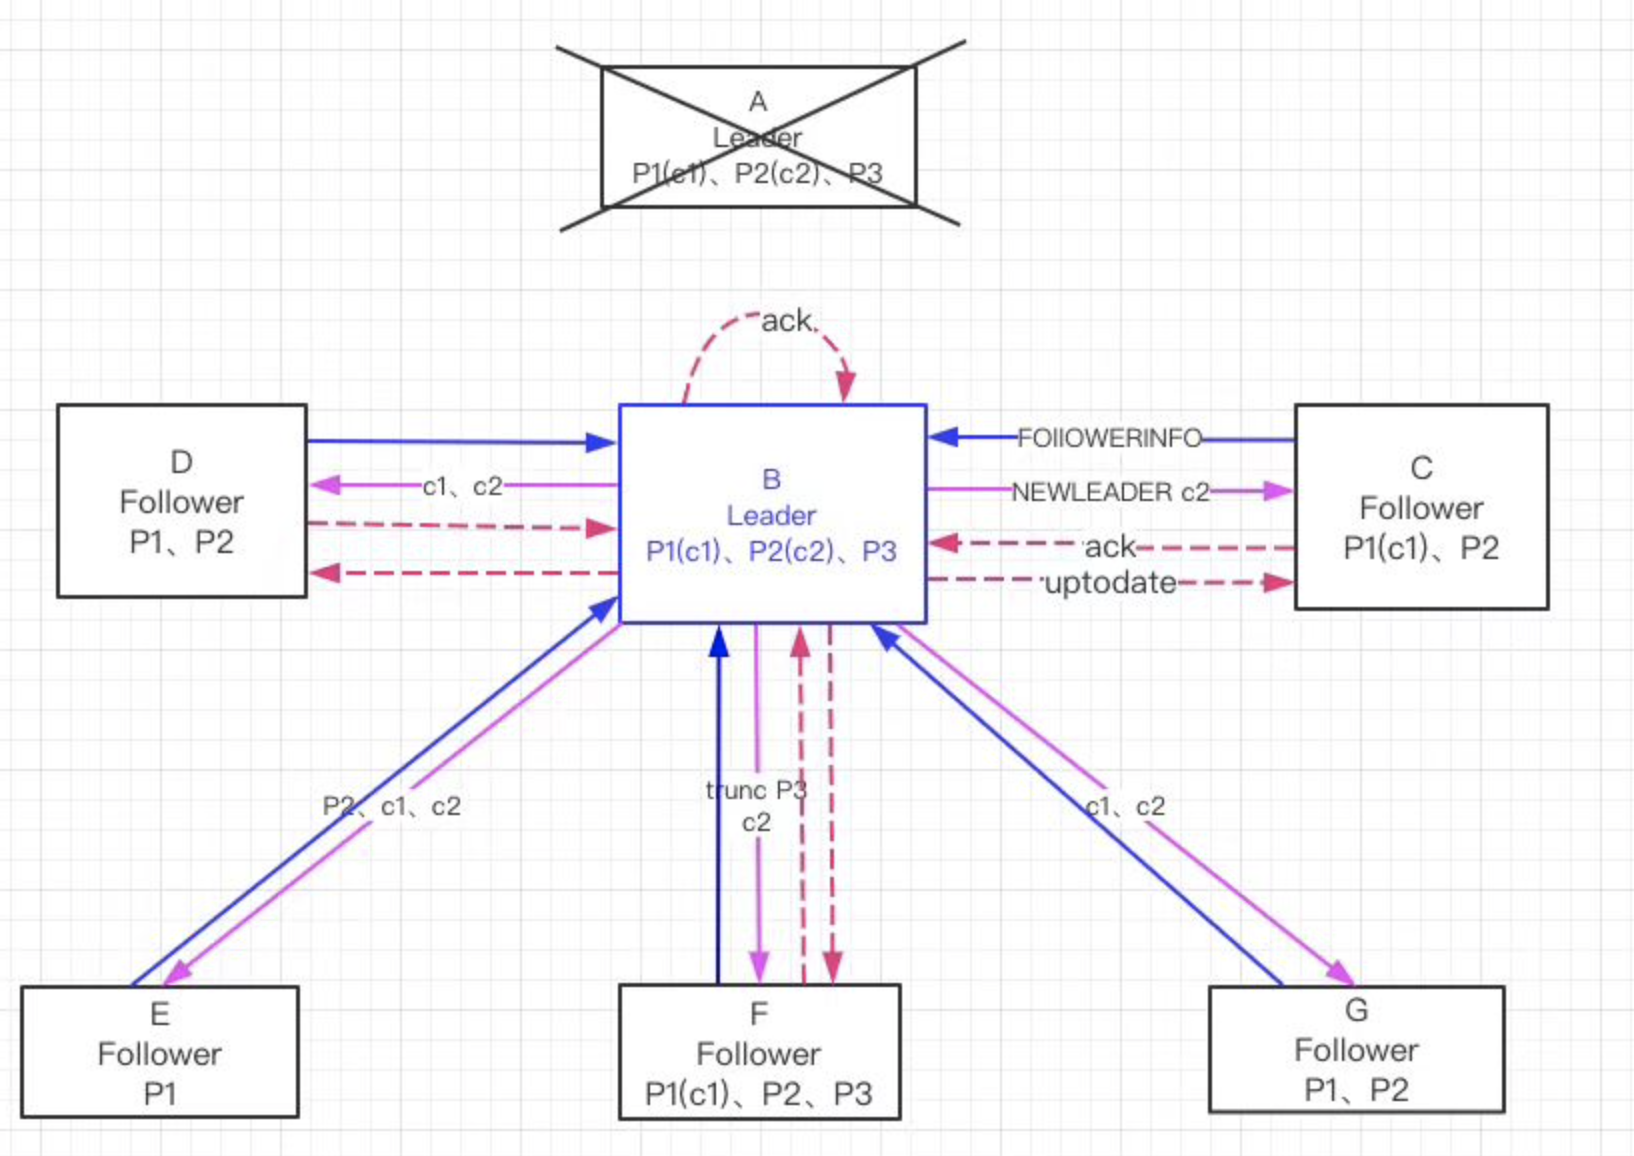 A
Leader
P1(c1)、P2(c2)、P3
ack
D
Follower
P1、P2
c1、c2
B
Leader
P1(c1)、P2(c2)、P3
FOIIOWERINFO
NEWLEADER c2
ack
uptodate
C
Follower
P1(c1)、P2
P2、c1、c2
trunc P3
c2
c1、c2
E
Follower
P1
F
Follower
P1(c1)、P2、P3
G
Follower
P1、P2